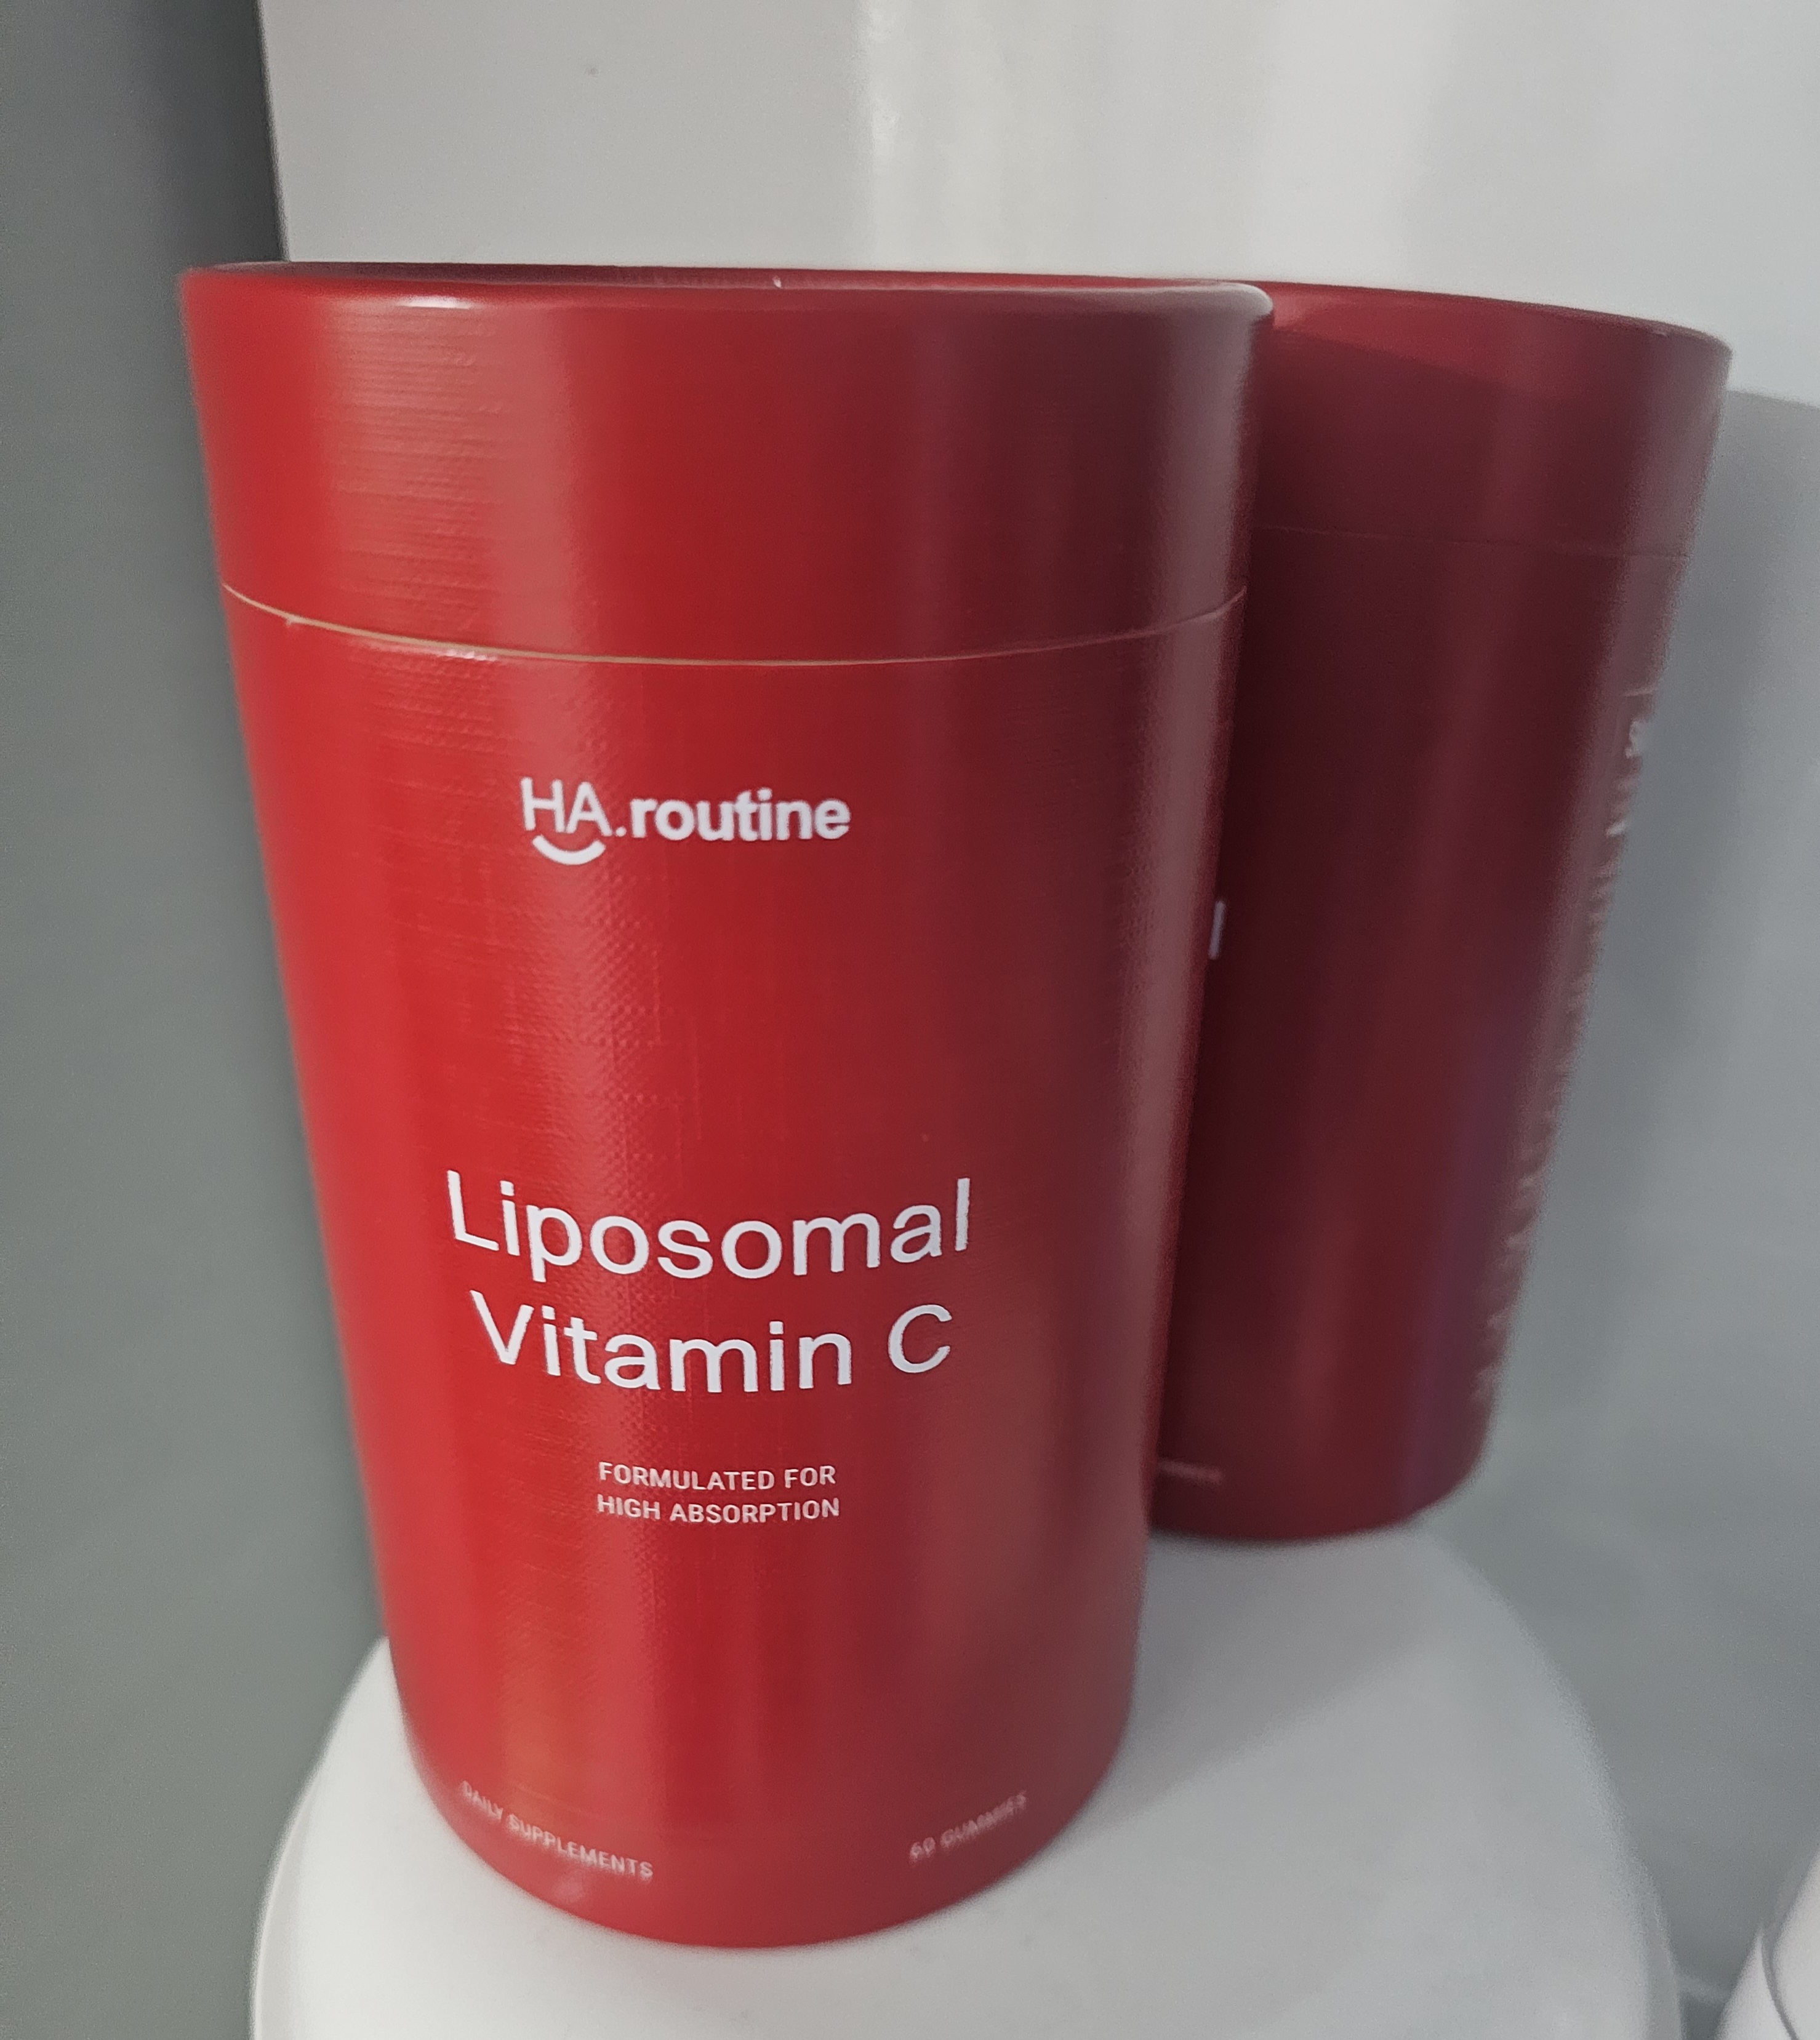 HA.routine
Liposomal
Vitamin C
FORMULATED FOR
HIGH ABSORPTION
DAILY SUPPLEMENTS
60 GUMMIES